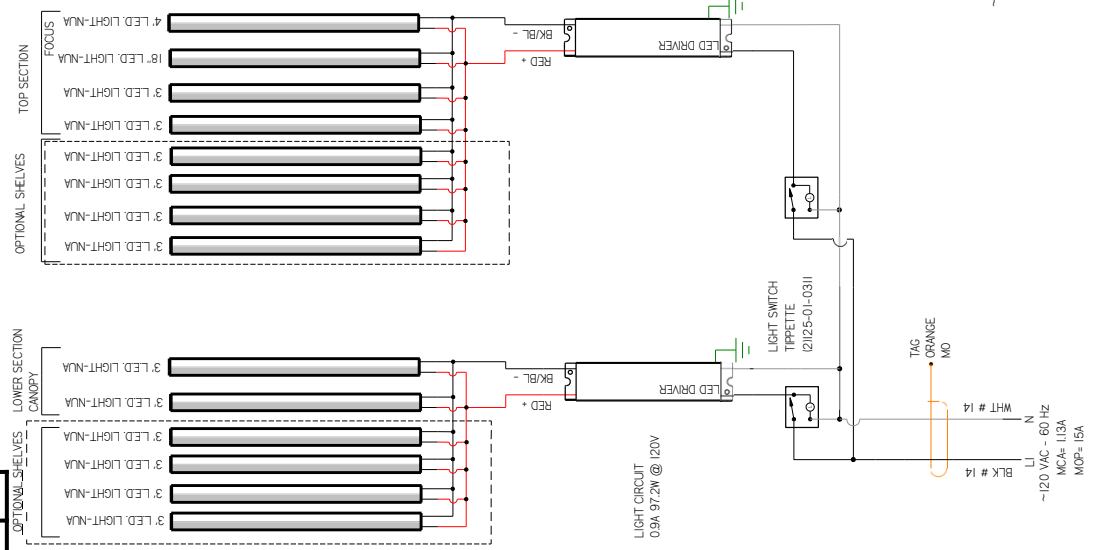 TOP SECTION
FOCUS
4' L.E.D. LIGHT-NUA
18" L.E.D. LIGHT-NUA
3' L.E.D. LIGHT-NUA
3' L.E.D. LIGHT-NUA
OPTIONAL SHELVES
3' L.E.D. LIGHT-NUA
3' L.E.D. LIGHT-NUA
3' L.E.D. LIGHT-NUA
3' L.E.D. LIGHT-NUA
BK/BL -
RED +
LED DRIVER
LOWER SECTION
CANOPY
3' L.E.D. LIGHT-NUA
3' L.E.D. LIGHT-NUA
OPTIONAL SHELVES
3' L.E.D. LIGHT-NUA
3' L.E.D. LIGHT-NUA
3' L.E.D. LIGHT-NUA
3' L.E.D. LIGHT-NUA
BK/BL -
RED +
LED DRIVER
LIGHT SWITCH
TIPPETTE
(2)1125-01-0311
LIGHT CIRCUIT
0.9A 97.2W @ 120V
TAG
ORANGE
MO
WHT # 14
BLK # 14
N
L1
~120 VAC - 60 Hz
MCA= 1.13A
MOP= 15A